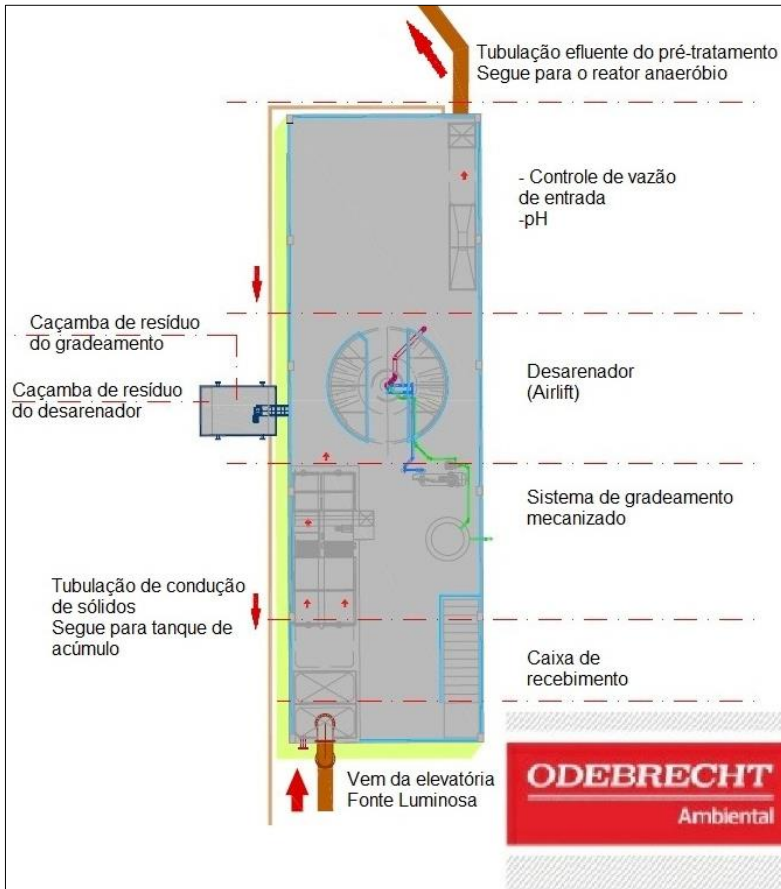 Tubulação efluente do pré-tratamento
Segue para o reator anaeróbio
- Controle de vazão
de entrada
-pH
Caçamba de resíduo
do gradeamento
Caçamba de resíduo
do desarenador
Desarenador
(Airlift)
Sistema de gradeamento
mecanizado
Tubulação de condução
de sólidos
Segue para tanque de
acúmulo
Caixa de
recebimento
Vem da elevatória
Fonte Luminosa
ODEBRECHT
Ambiental